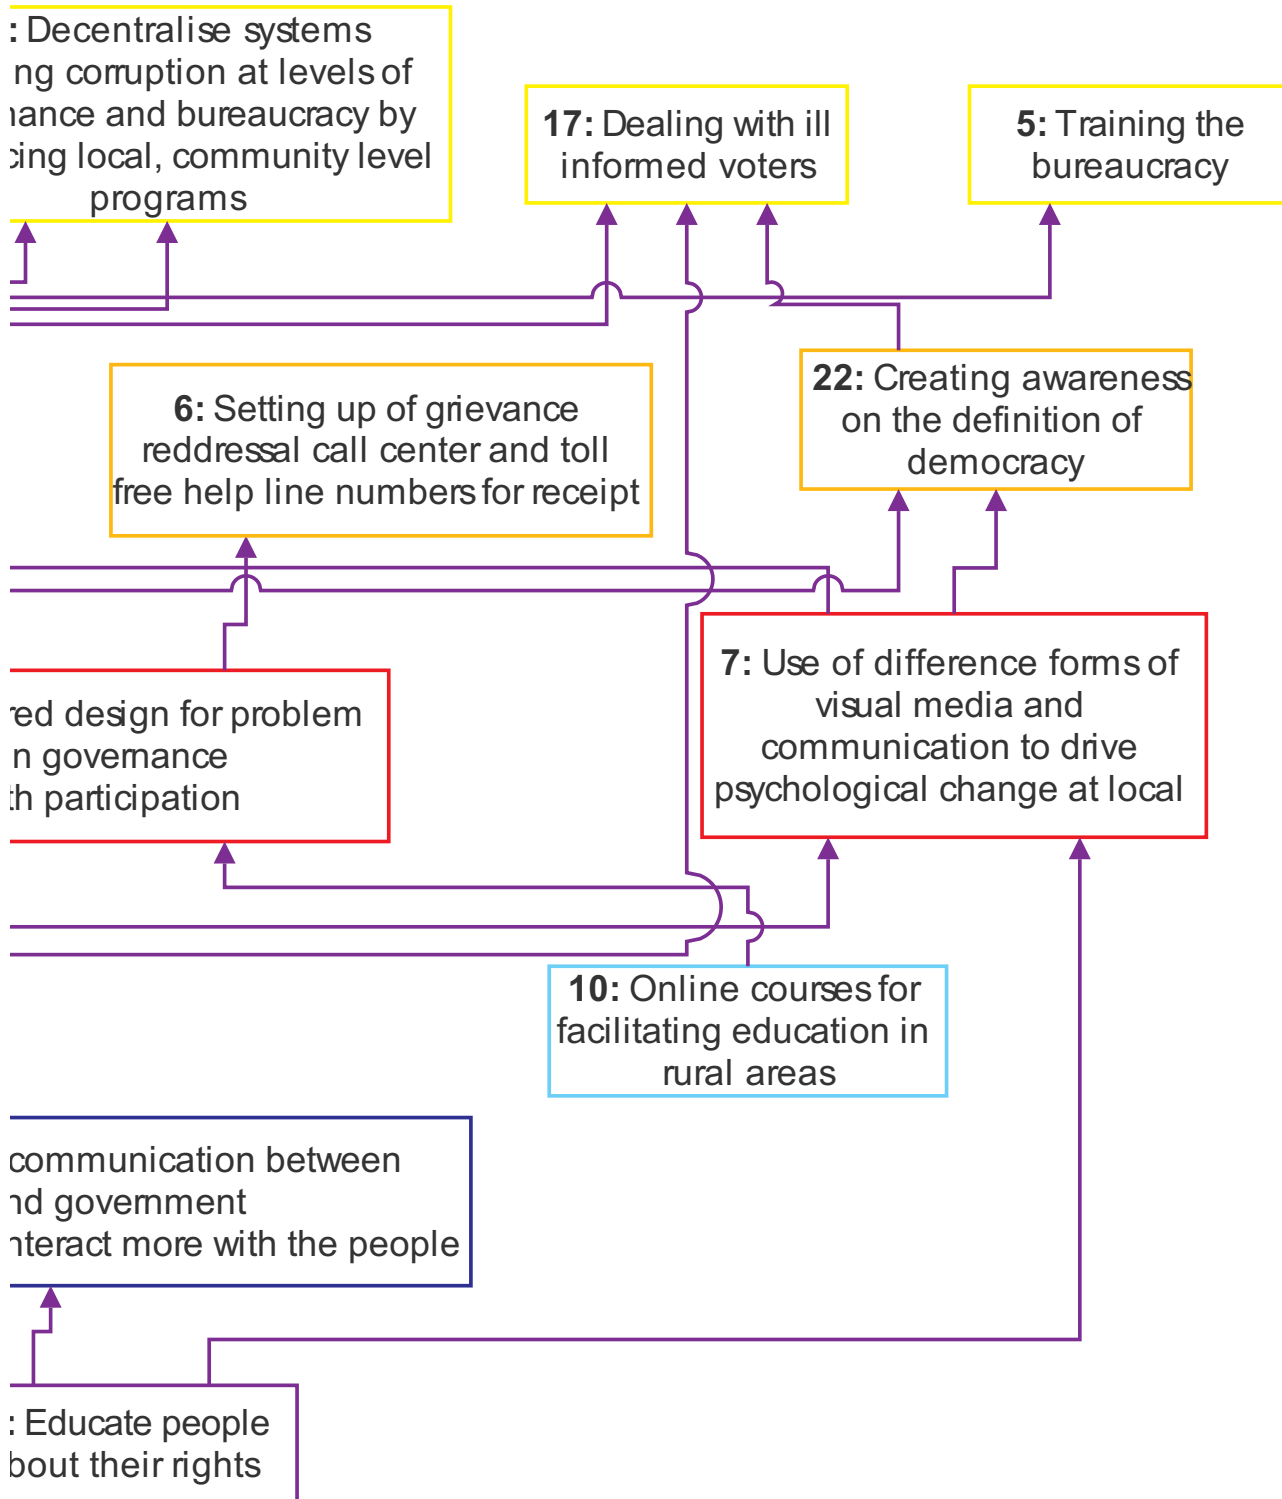 : Decentralise systems
ng corruption at levels of
nance and bureaucracy by
cing local, community level
programs
17: Dealing with ill
informed voters
5: Training the
bureaucracy
6: Setting up of grievance
reddressal call center and toll
free help line numbers for receipt
22: Creating awareness
on the definition of
democracy
red design for problem
n governance
th participation
7: Use of difference forms of
visual media and
communication to drive
psychological change at local
10: Online courses for
facilitating education in
rural areas
communication between
nd government
nteract more with the people
: Educate people
bout their rights